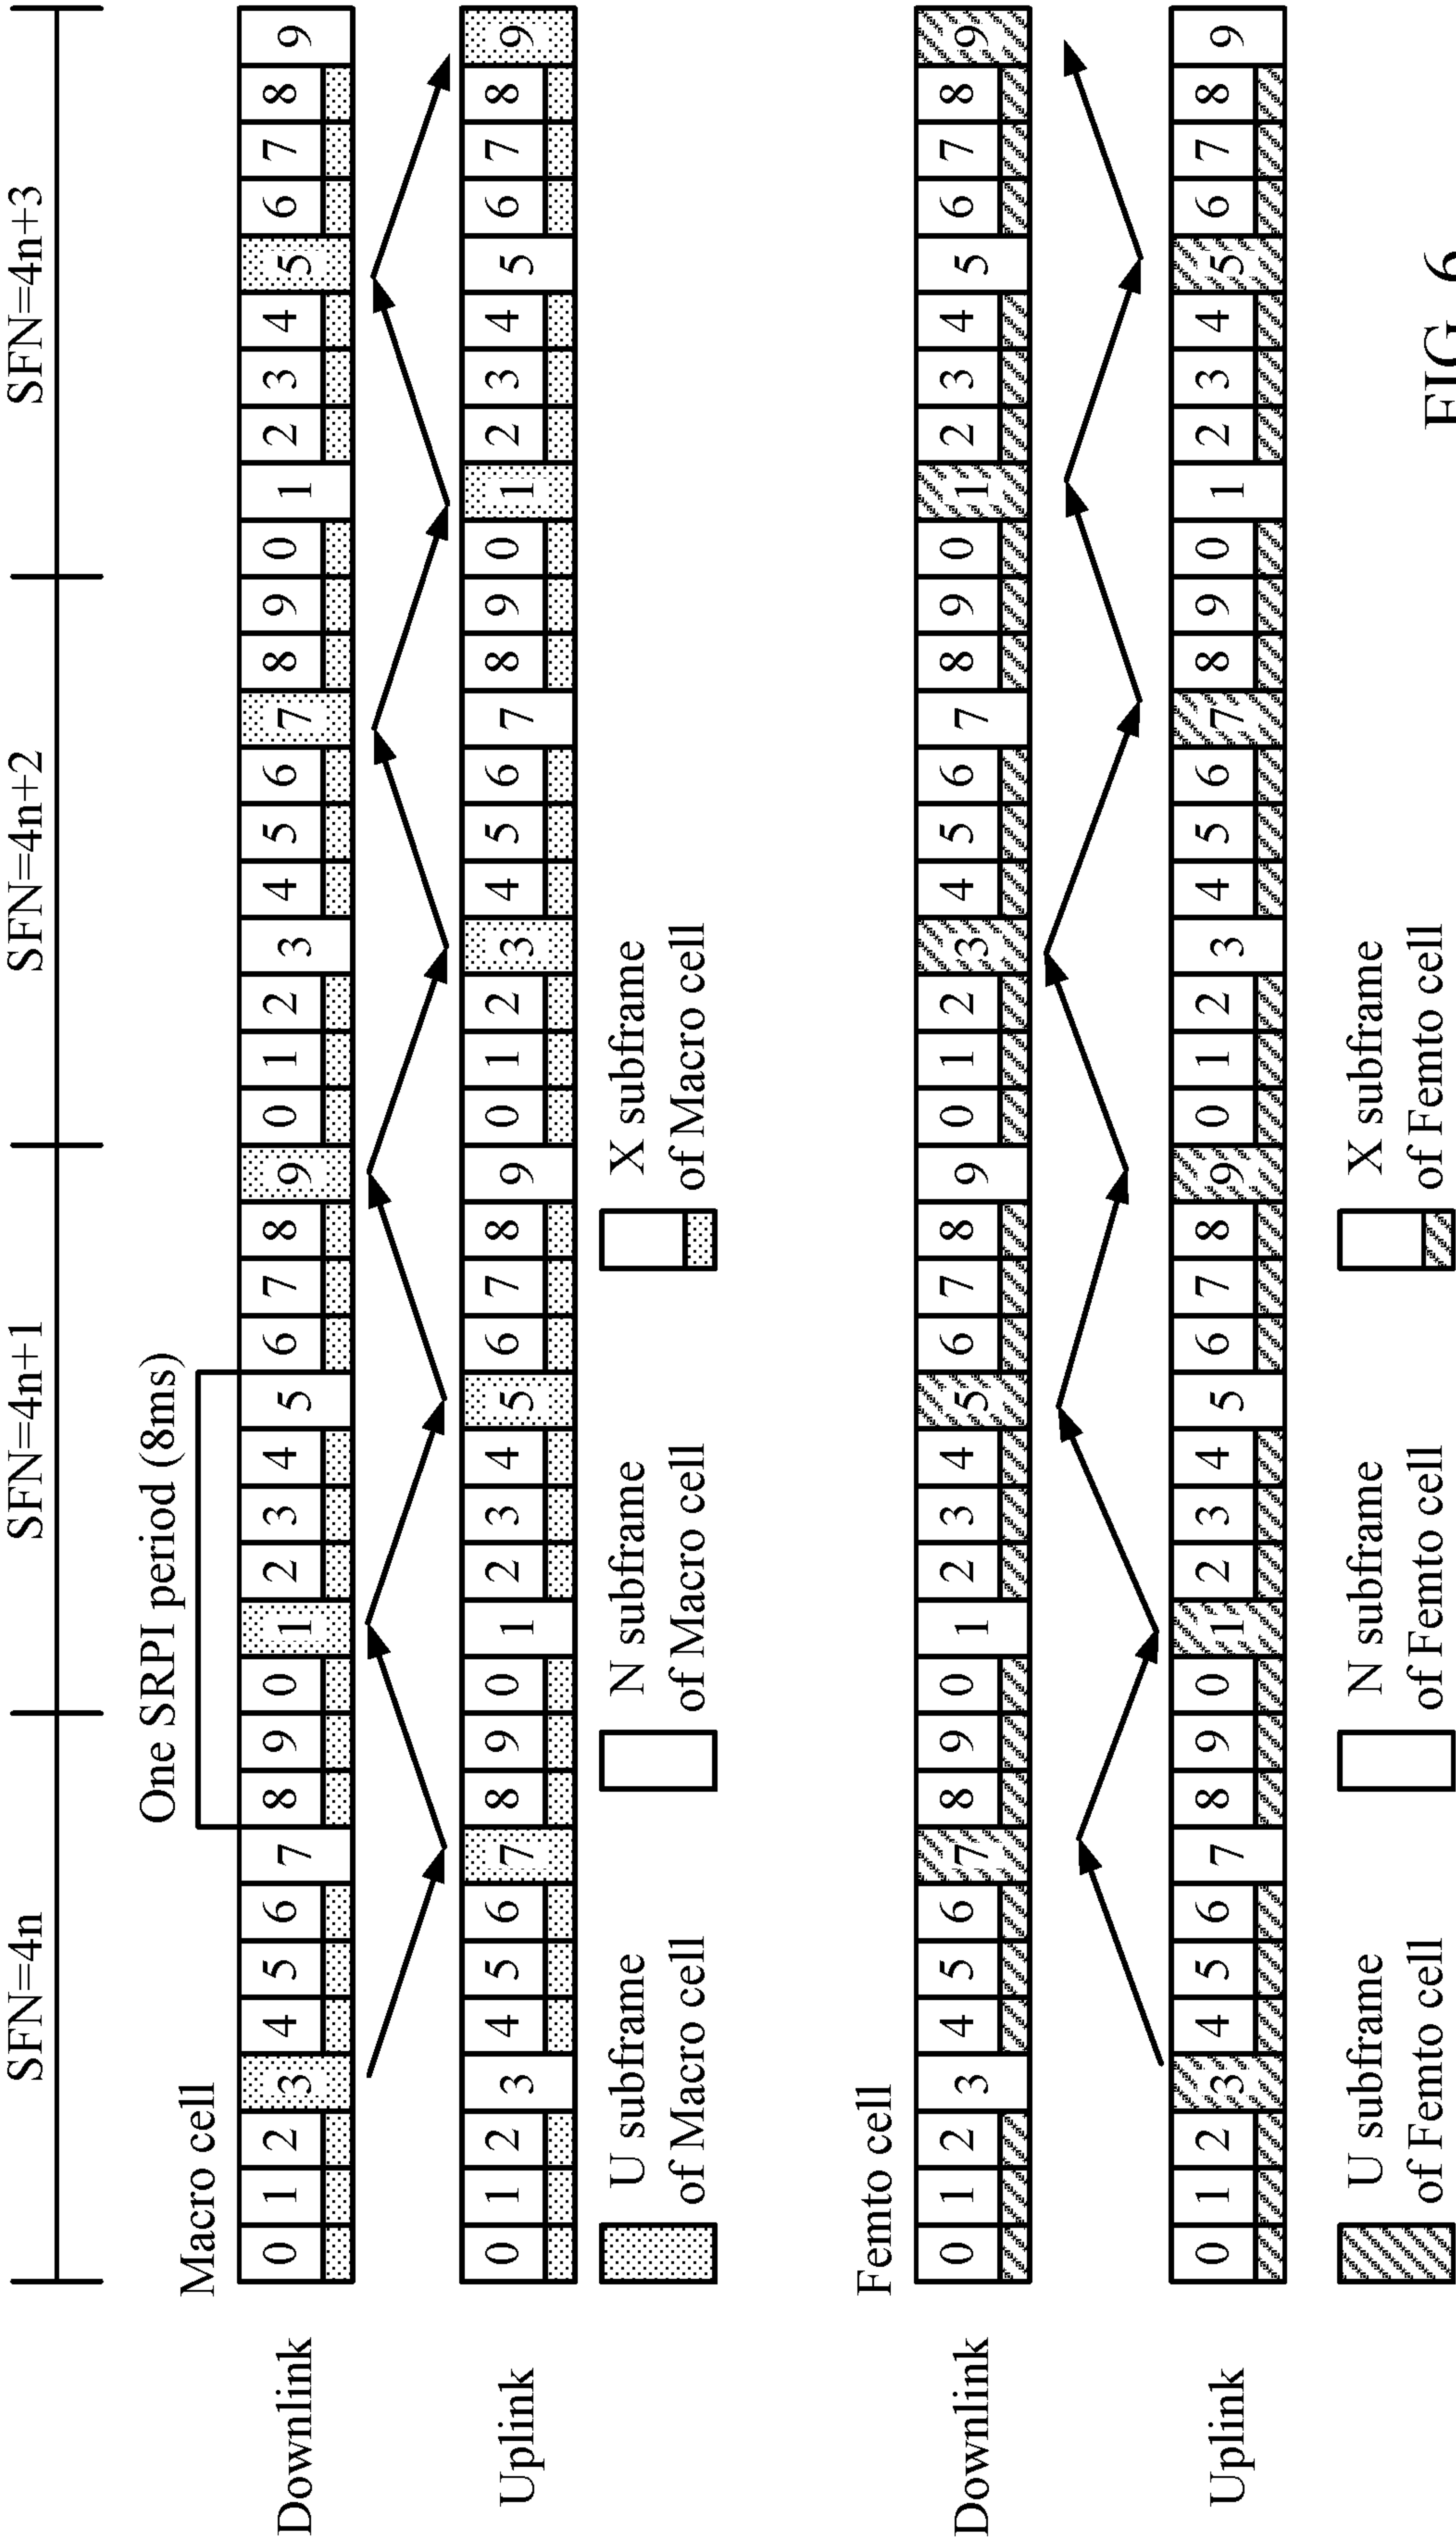 SFN=4n SFN=4n+1 SFN=4n+2 SFN=4n+3
One SRPI period (8ms)
Macro cell
Downlink 0 1 2 3 4 5 6 7 8 9 0 1 2 3 4 5 6 7 8 9 0 1 2 3 4 5 6 7 8 9 0 1 2 3 4 5 6 7 8 9
Uplink 0 1 2 3 4 5 6 7 8 9 0 1 2 3 4 5 6 7 8 9 0 1 2 3 4 5 6 7 8 9 0 1 2 3 4 5 6 7 8 9
U subframe
of Macro cell
N subframe
of Macro cell
X subframe
of Macro cell
Femto cell
Downlink 0 1 2 3 4 5 6 7 8 9 0 1 2 3 4 5 6 7 8 9 0 1 2 3 4 5 6 7 8 9 0 1 2 3 4 5 6 7 8 9
Uplink 0 1 2 3 4 5 6 7 8 9 0 1 2 3 4 5 6 7 8 9 0 1 2 3 4 5 6 7 8 9 0 1 2 3 4 5 6 7 8 9
U subframe
of Femto cell
N subframe
of Femto cell
X subframe
of Femto cell
FIG. 6